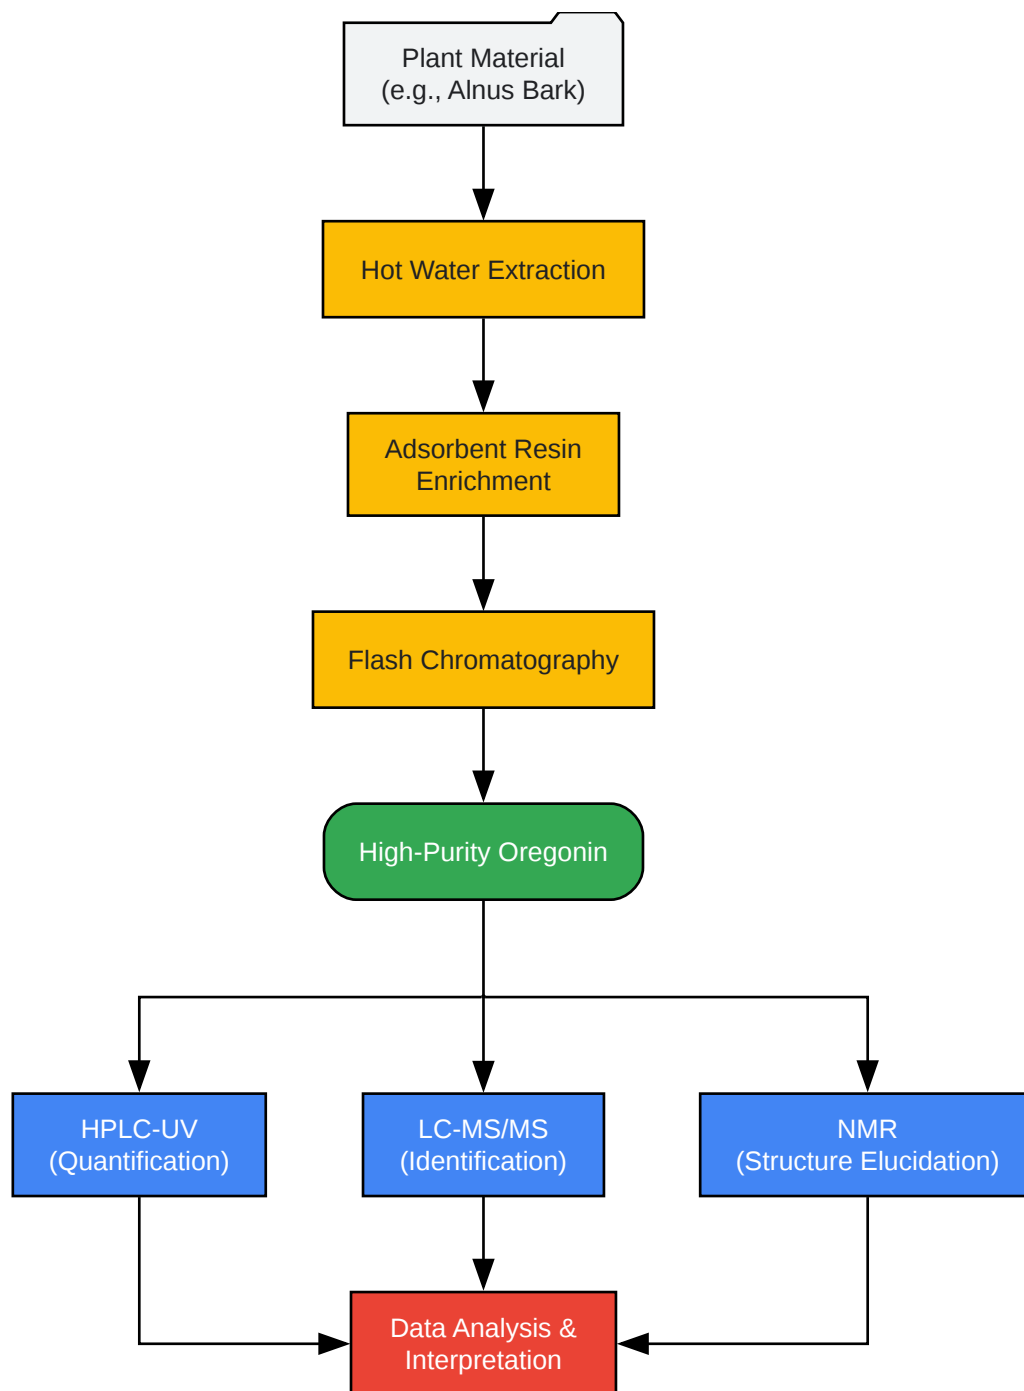 Plant Material
(e.g., Alnus Bark)
Hot Water Extraction
Adsorbent Resin
Enrichment
Flash Chromatography
High-Purity Oregonin
HPLC-UV
(Quantification)
LC-MS/MS
(Identification)
NMR
(Structure Elucidation)
Data Analysis &
Interpretation